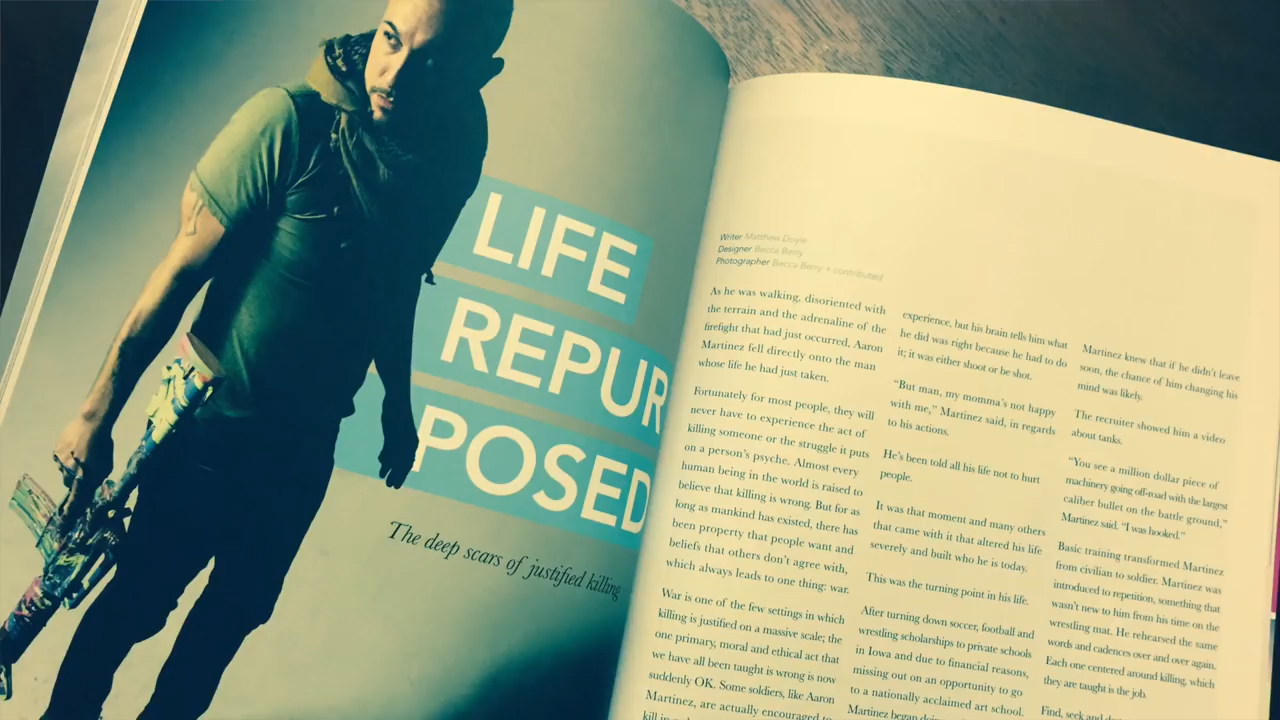 LIFE
REPUR
POSED
The deep scars of justified killing
Writer Matthew Doyle
Designer Becca Berry
Photographer Becca Berry + contributed
As he was walking, disoriented with
the terrain and the adrenaline of the
firefight that had just occurred, Aaron
Martinez fell directly onto the man
whose life he had just taken.
Fortunately for most people, they will
never have to experience the act of
killing someone or the struggle it puts
on a person's psyche. Almost every
human being in the world is raised to
believe that killing is wrong. But for as
long as mankind has existed, there has
been property that people want and
beliefs that others don't agree with,
which always leads to one thing: war.
War is one of the few settings in which
killing is justified on a massive scale; the
one primary, moral and ethical act that
we have all been taught is wrong is now
suddenly OK. Some soldiers, like Aaron
Martinez, are actually encouraged to
kill in
experience, but his brain tells him what
he did was right because he had to do
it; it was either shoot or be shot.
“But man, my momma's not happy
with me,” Martinez said, in regards
to his actions.
He's been told all his life not to hurt
people.
It was that moment and many others
that came with it that altered his life
severely and built who he is today.
This was the turning point in his life.
After turning down soccer, football and
wrestling scholarships to private schools
in Iowa and due to financial reasons,
missing out on an opportunity to go
to a nationally acclaimed art school,
Martinez began
Martinez knew that if he didn't leave
soon, the chance of him changing his
mind was likely.
The recruiter showed him a video
about tanks.
“You see a million dollar piece of
machinery going off-road with the largest
caliber bullet on the battle ground,”
Martinez said. “I was hooked.”
Basic training transformed Martinez
from civilian to soldier. Martinez was
introduced to repetition, something that
wasn't new to him from his time on the
wrestling mat. He rehearsed the same
words and cadences over and over again.
Each one centered around killing, which
they are taught is the job.
Find, seek and